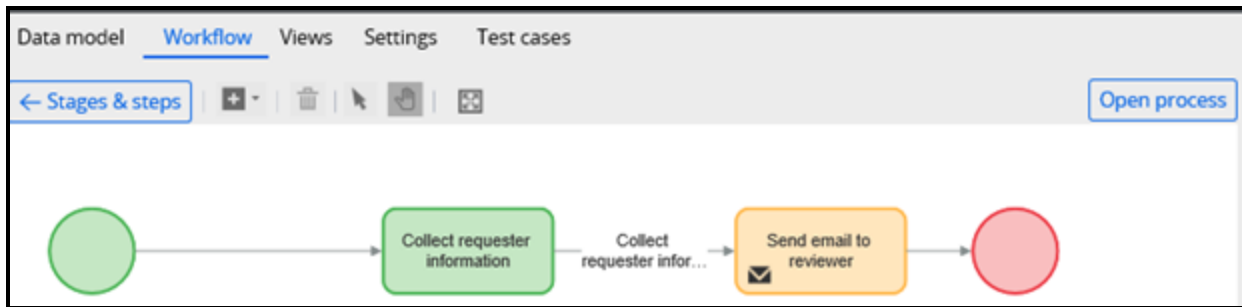 Data model Workflow Views Settings Test cases
← Stages & steps Open process
Collect requester
information
Collect
requester infor...
Send email to
reviewer